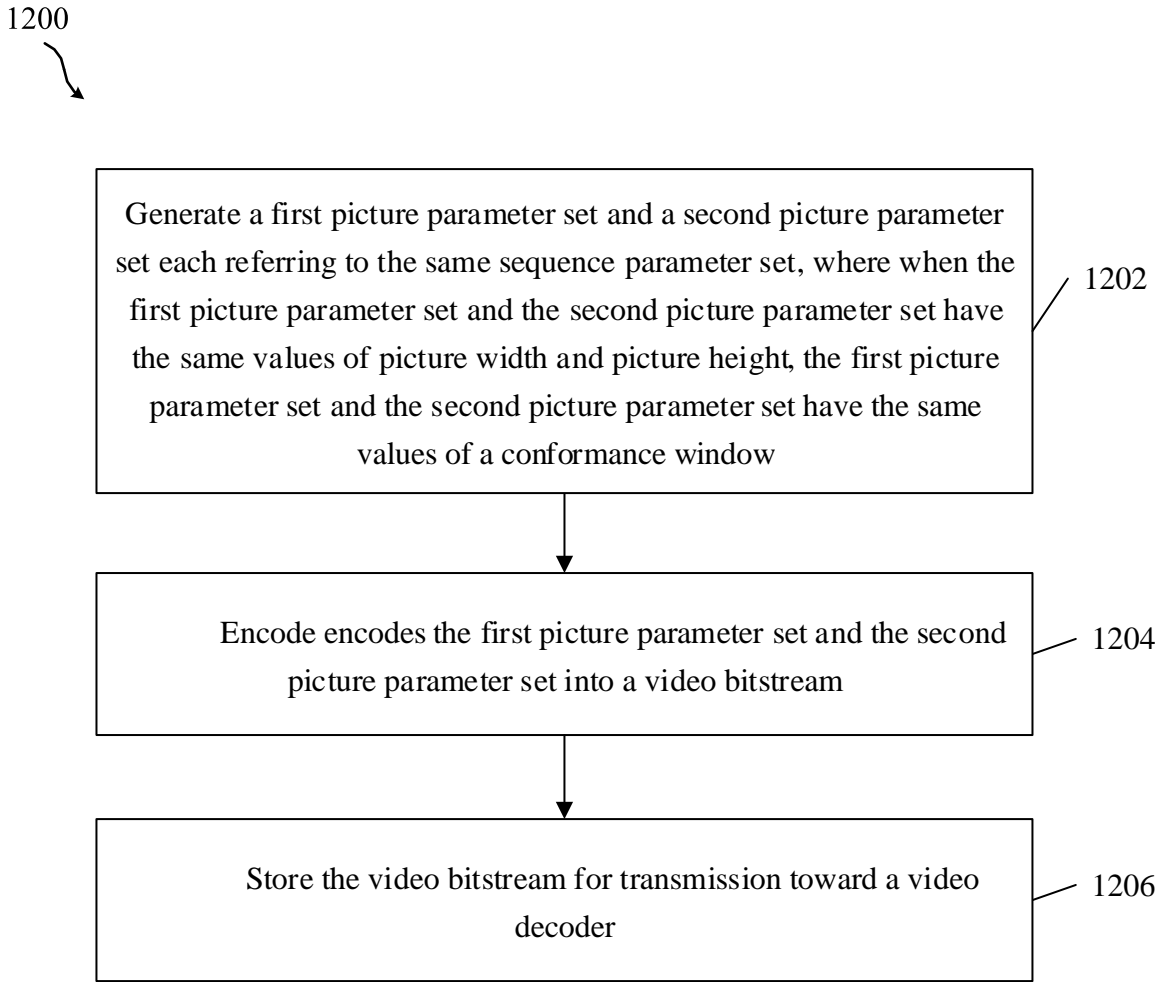 1200
Generate a first picture parameter set and a second picture parameter
set each referring to the same sequence parameter set, where when the
first picture parameter set and the second picture parameter set have
the same values of picture width and picture height, the first picture
parameter set and the second picture parameter set have the same
values of a conformance window
1202
Encode encodes the first picture parameter set and the second
picture parameter set into a video bitstream
1204
Store the video bitstream for transmission toward a video
decoder
1206